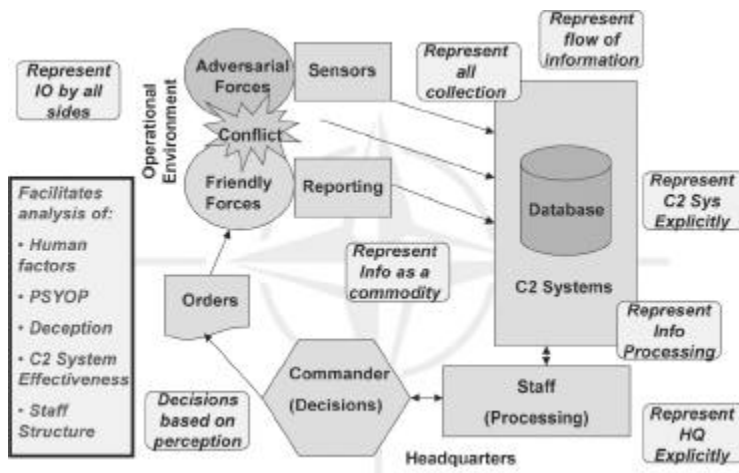 Represent
IO by all
sides
Operational
Environment
Adversarial
Forces
Sensors
Conflict
Friendly
Forces
Reporting
Represent
all
collection
Represent
flow of
information
Database
C2 Systems
Represent
C2 Sys
Explicitly
Facilitates
analysis of:
• Human
factors
• PSYOP
• Deception
• C2 System
Effectiveness
• Staff
Structure
Represent
Info as a
commodity
Orders
Represent
Info
Processing
Decisions
based on
perception
Commander
(Decisions)
Staff
(Processing)
Represent
HQ
Explicitly
Headquarters